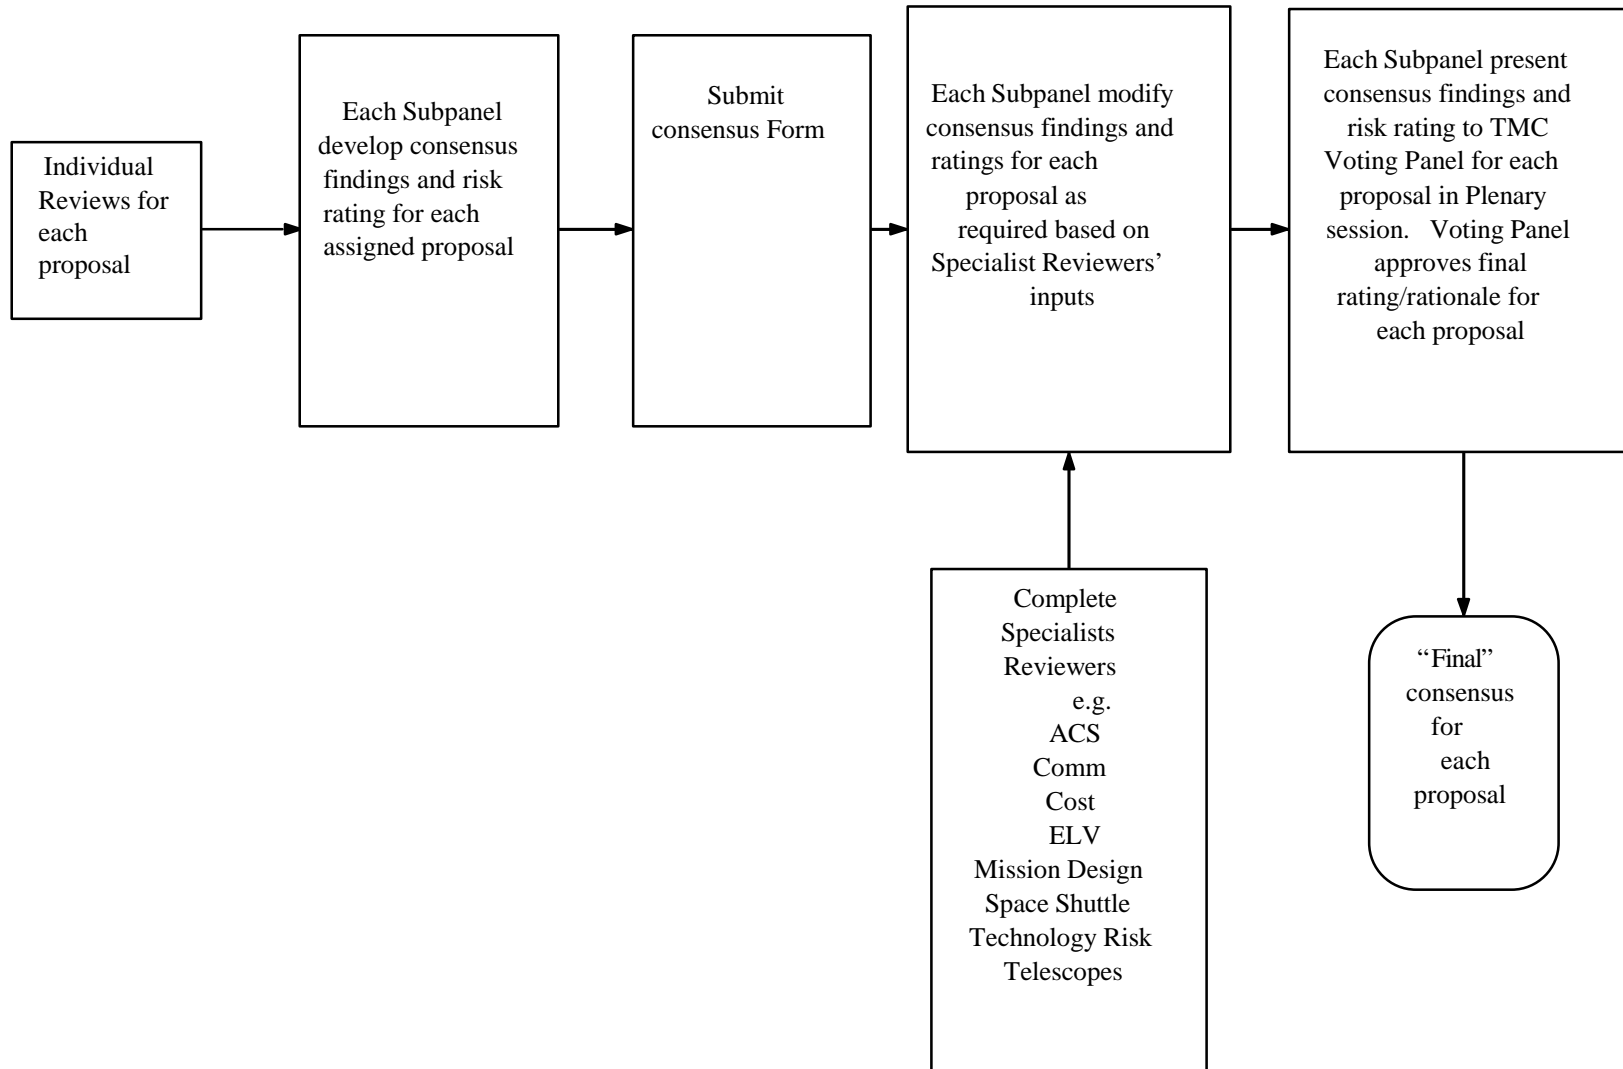 Individual
Reviews for
each
proposal
Each Subpanel
develop consensus
findings and risk
rating for each
assigned proposal
Submit
consensus Form
Each Subpanel modify
consensus findings and
ratings for each
proposal as
required based on
Specialist Reviewers’
inputs
Each Subpanel present
consensus findings and
risk rating to TMC
Voting Panel for each
proposal in Plenary
session. Voting Panel
approves final
rating/rationale for
each proposal
Complete
Specialists
Reviewers
e.g.
ACS
Comm
Cost
ELV
Mission Design
Space Shuttle
Technology Risk
Telescopes
“Final”
consensus
for
each
proposal